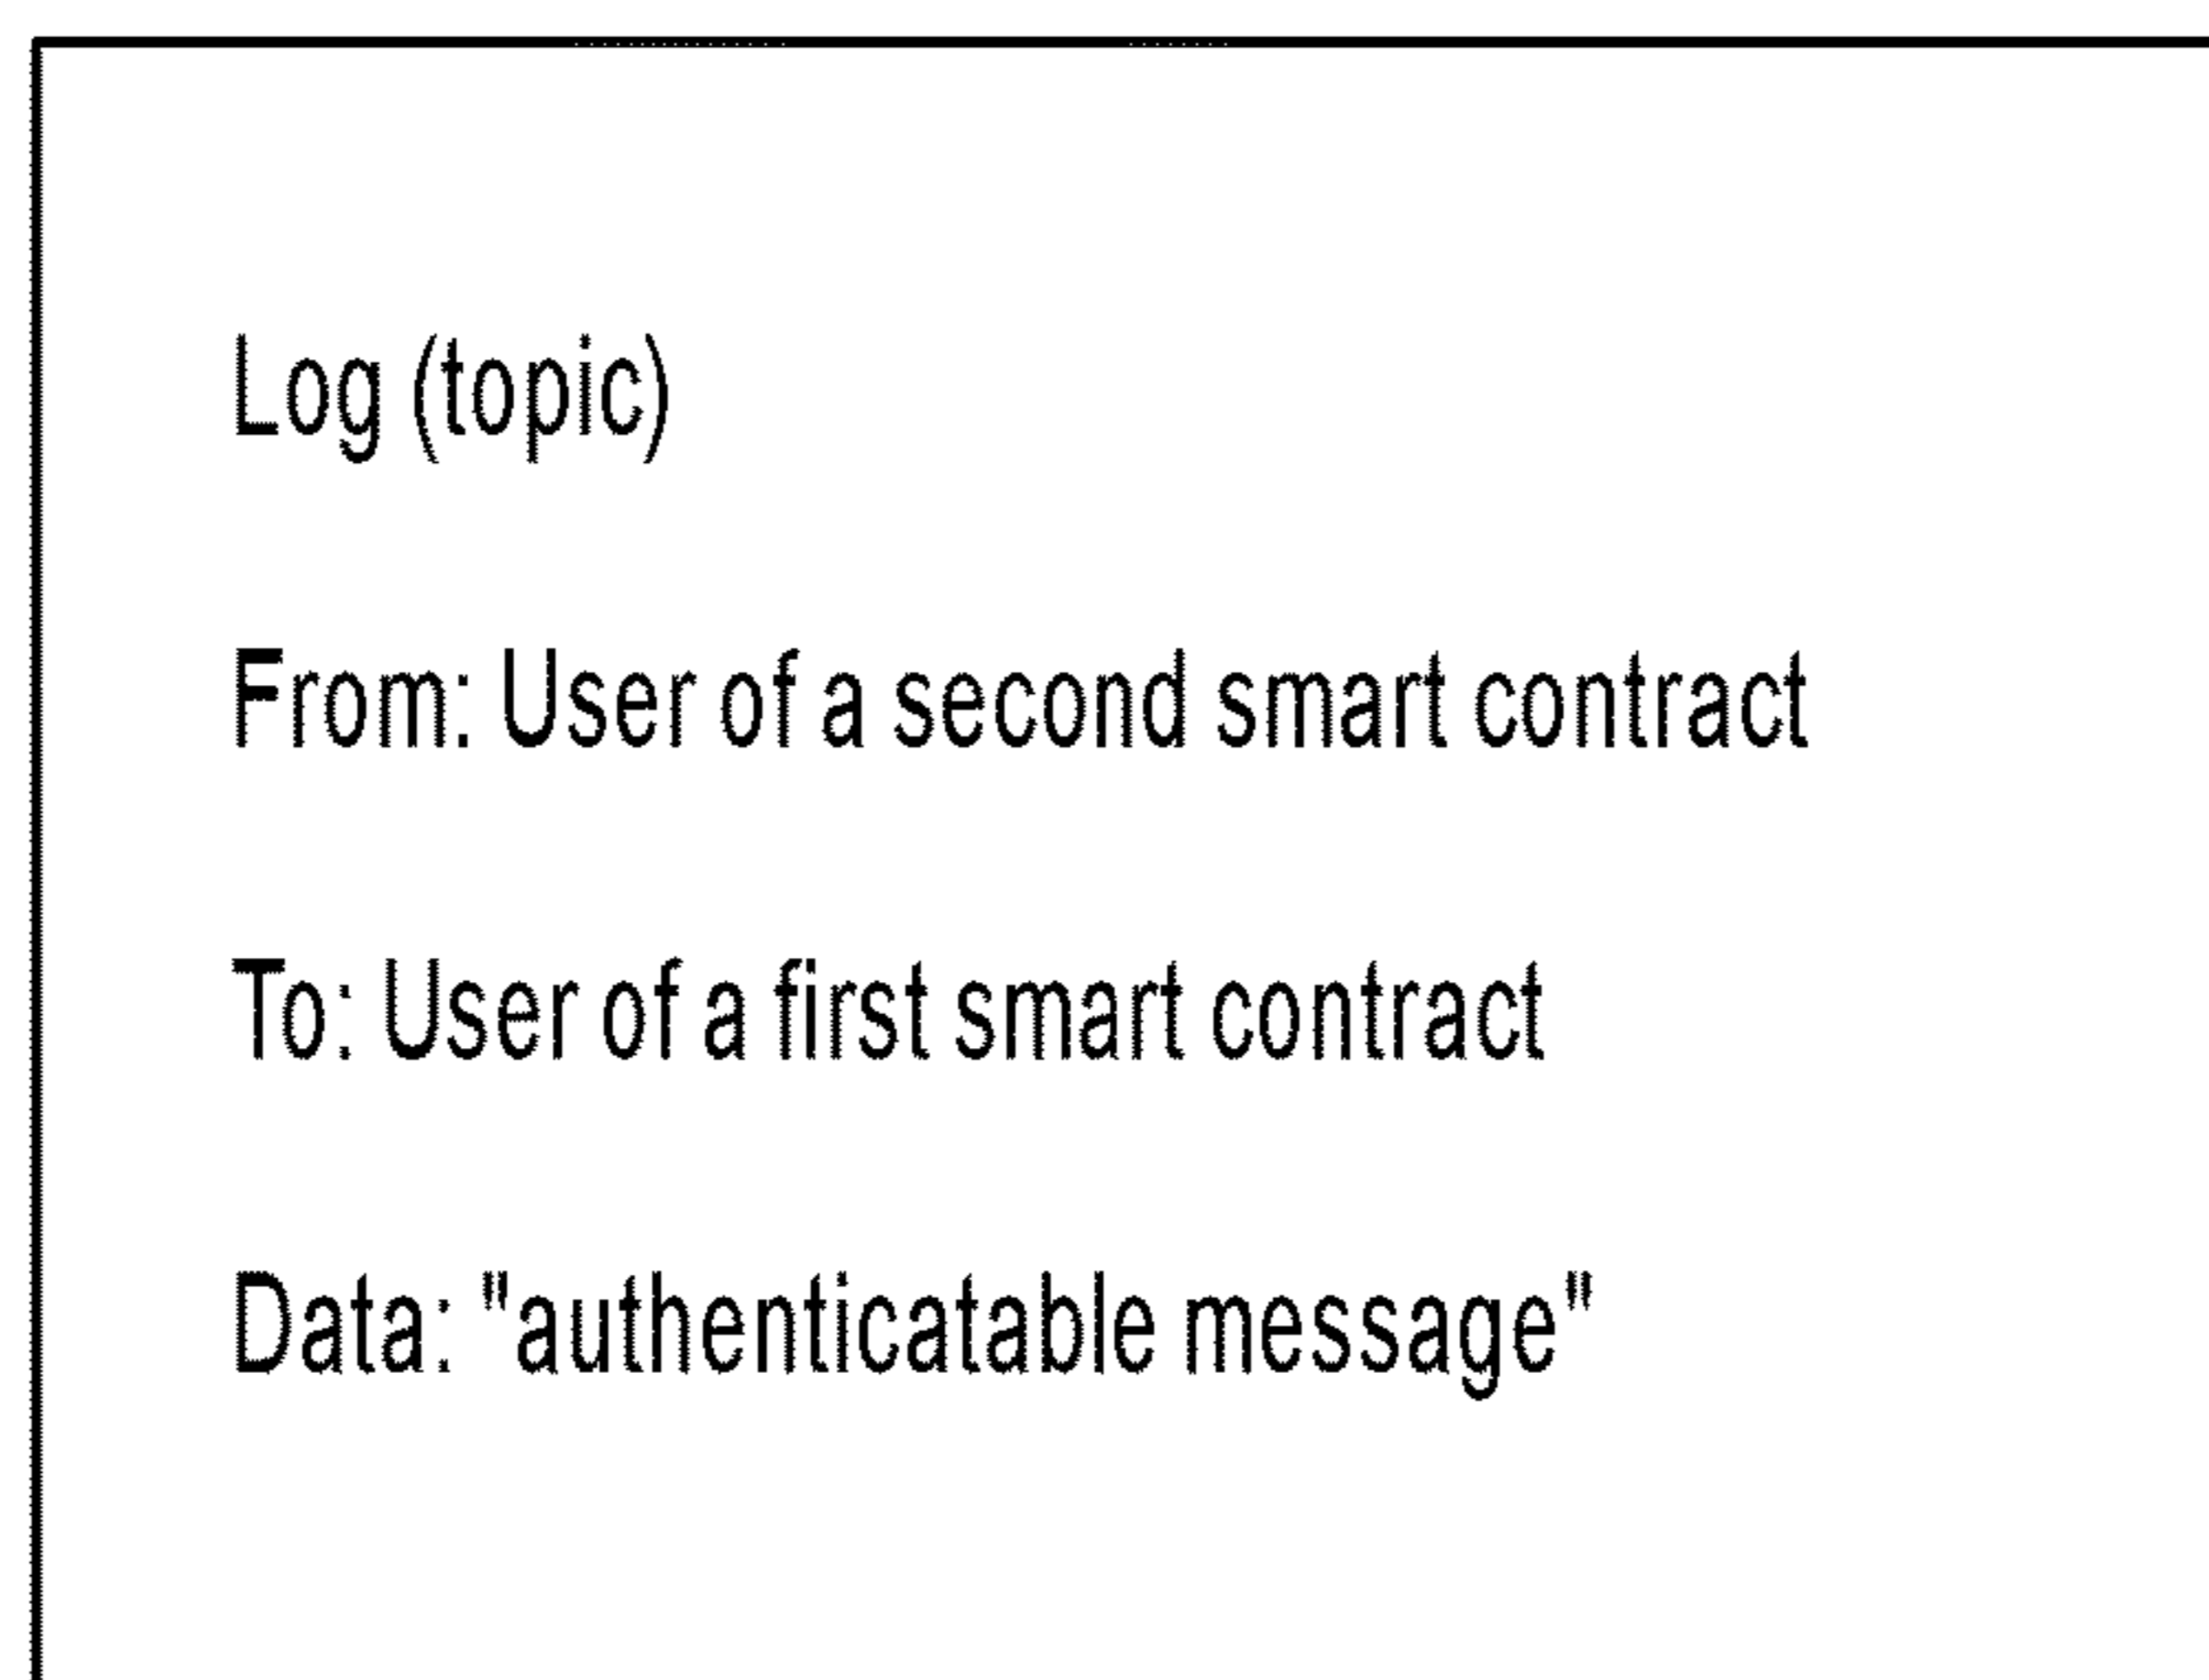 Log (topic)
From: User of a second smart contract
To: User of a first smart contract
Data: "authenticatable message"